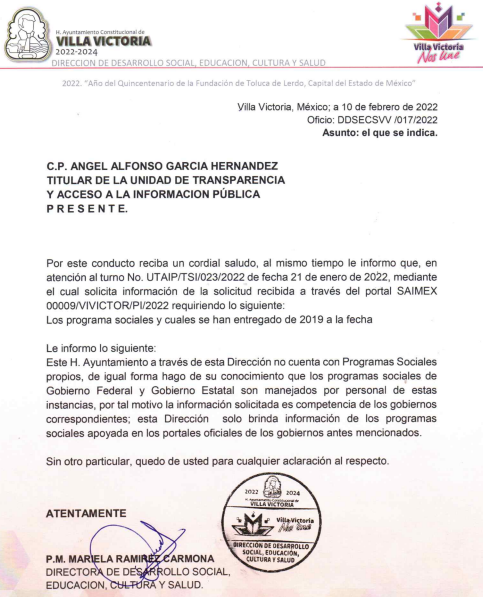 H. Ayuntamiento Constitucional de
VILLA VICTORIA
2022-2024
DIRECCION DE DESARROLLO SOCIAL, EDUCACION, CULTURA Y SALUD
Villa Victoria
Nos Une
2022. "Año del Quincentenario de la Fundación de Toluca de Lerdo, Capital del Estado de México"
Villa Victoria, México; a 10 de febrero de 2022
Oficio: DDSECSVV /017/2022
Asunto: el que se indica.
C.P. ANGEL ALFONSO GARCIA HERNANDEZ
TITULAR DE LA UNIDAD DE TRANSPARENCIA
Y ACCESO A LA INFORMACION PÚBLICA
P R E S E N T E.
Por este conducto reciba un cordial saludo, al mismo tiempo le informo que, en
atención al turno No. UTAIP/TSI/023/2022 de fecha 21 de enero de 2022, mediante
el cual solicita información de la solicitud recibida a través del portal SAIMEX
00009/VIVICTOR/PI/2022 requiriendo lo siguiente:
Los programa sociales y cuales se han entregado de 2019 a la fecha
Le informo lo siguiente:
Este H. Ayuntamiento a través de esta Dirección no cuenta con Programas Sociales
propios, de igual forma hago de su conocimiento que los programas sociales de
Gobierno Federal y Gobierno Estatal son manejados por personal de estas
instancias, por tal motivo la información solicitada es competencia de los gobiernos
correspondientes; esta Dirección solo brinda información de los programas
sociales apoyada en los portales oficiales de los gobiernos antes mencionados.
Sin otro particular, quedo de usted para cualquier aclaración al respecto.
ATENTAMENTE
P.M. MARIELA RAMIREZ CARMONA
DIRECTORA DE DESARROLLO SOCIAL,
EDUCACION, CULTURA Y SALUD.
2022 2024
H. Ayuntamiento Constitucional de
VILLA VICTORIA
Villa Victoria
Nos Une
DIRECCIÓN DE DESARROLLO
SOCIAL, EDUCACIÓN,
CULTURA Y SALUD